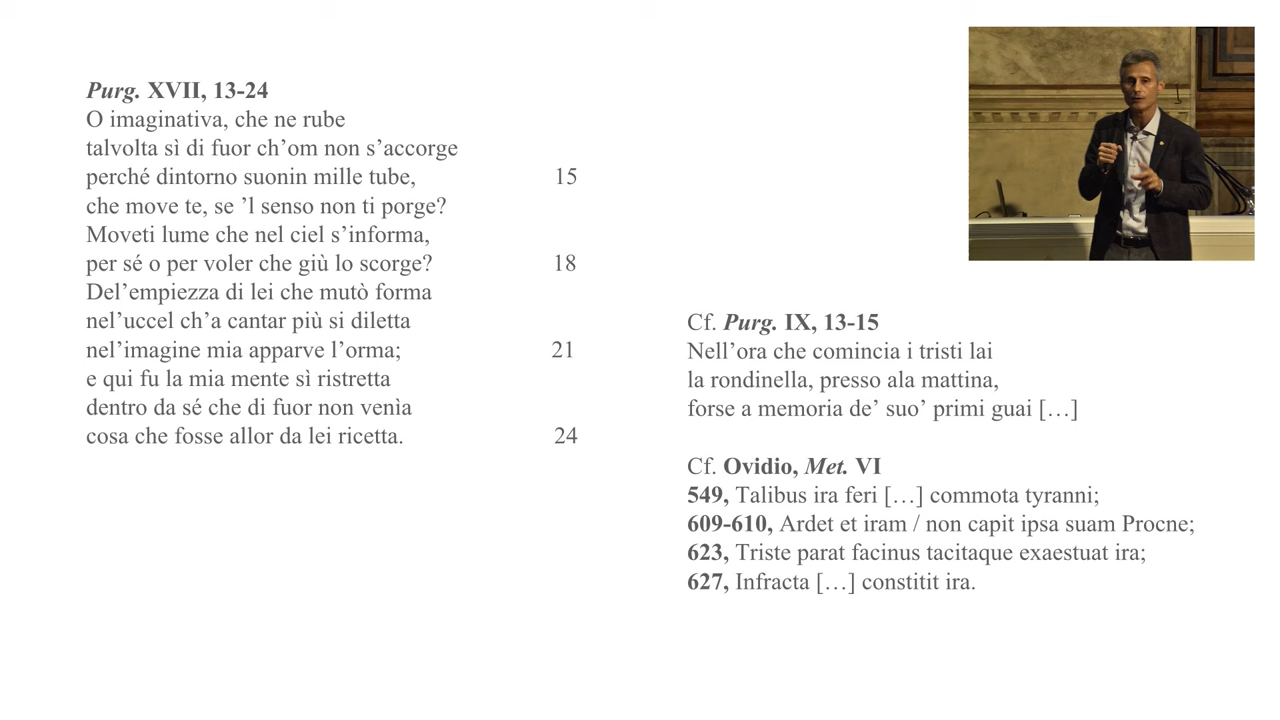 Purg. XVII, 13-24
O imaginativa, che ne rube
talvolta sì di fuor ch’om non s’accorge
perché dintorno suonin mille tube, 15
che move te, se ’l senso non ti porge?
Moveti lume che nel ciel s’informa,
per sé o per voler che giù lo scorge? 18
Del’empiezza di lei che mutò forma
nel’uccel ch’a cantar più si diletta
nel’imagine mia apparve l’orma; 21
e qui fu la mia mente sì ristretta
dentro da sé che di fuor non venìa
cosa che fosse allor da lei ricetta. 24
Cf. Purg. IX, 13-15
Nell’ora che comincia i tristi lai
la rondinella, presso ala mattina,
forse a memoria de’ suo’ primi guai […]
Cf. Ovidio, Met. VI
549, Talibus ira feri […] commota tyranni;
609-610, Ardet et iram / non capit ipsa suam Procne;
623, Triste parat facinus tacitaque exaestuat ira;
627, Infracta […] constitit ira.